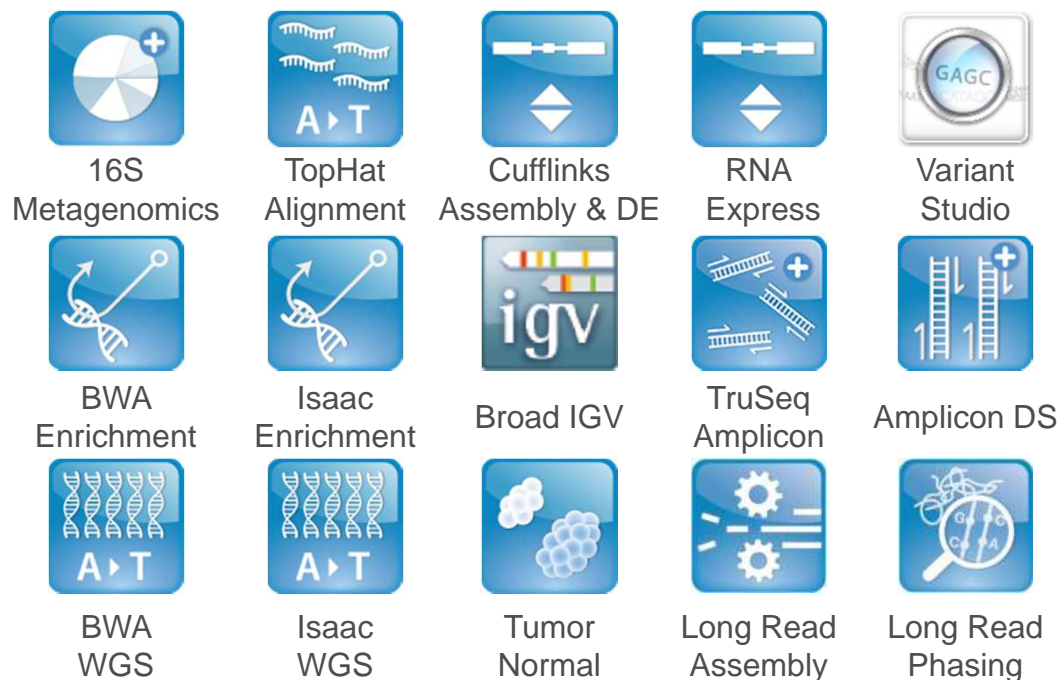 A▸T
GAGC
16S
Metagenomics
TopHat
Alignment
Cufflinks
Assembly & DE
RNA
Express
Variant
Studio
igv
BWA
Enrichment
Isaac
Enrichment
Broad IGV
TruSeq
Amplicon
Amplicon DS
A▸T
A▸T
G C
C A
BWA
WGS
Isaac
WGS
Tumor
Normal
Long Read
Assembly
Long Read
Phasing